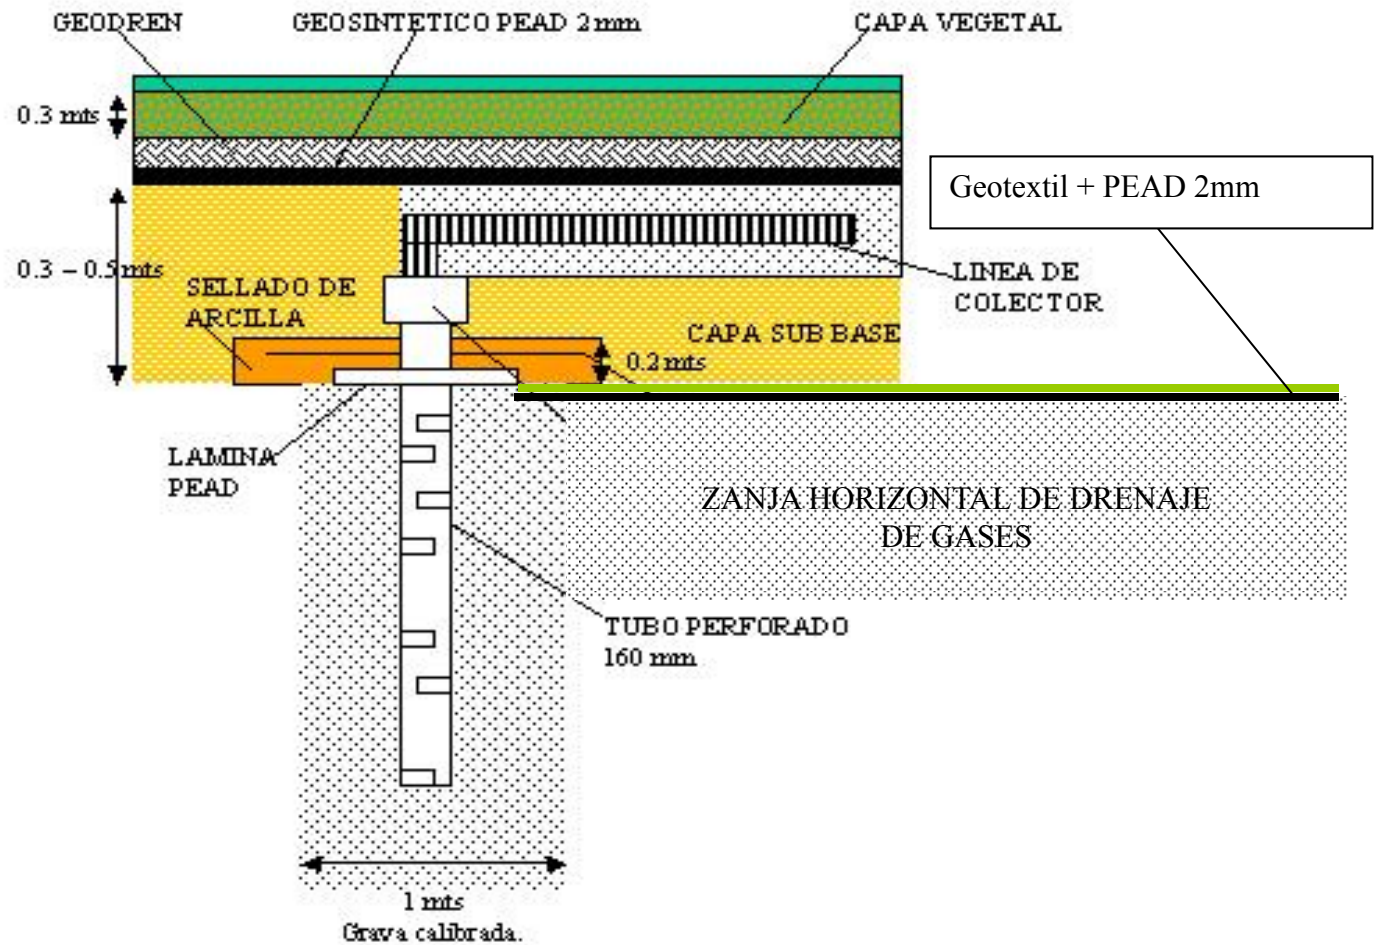 GEODREN
GEOSINTETICO PEAD 2mm
CAPA VEGETAL
0.3 mts
Geotextil + PEAD 2mm
0.3 – 0.5 mts
SELLADO DE
ARCILLA
LINEA DE
COLECTOR
CAPA SUB BASE
0.2 mts
LAMINA
PEAD
ZANJA HORIZONTAL DE DRENAJE
DE GASES
TUBO PERFORADO
160 mm
1 mts
Grava calibrada.